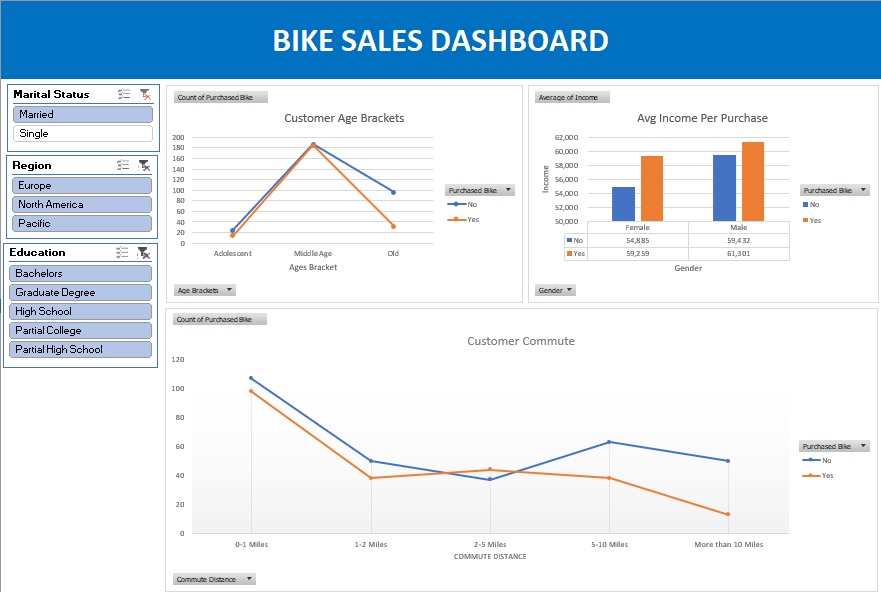 BIKE SALES DASHBOARD
Marital Status
Married
Single
Region
Europe
North America
Pacific
Education
Bachelors
Graduate Degree
High School
Partial College
Partial High School
Count of Purchased Bike
Customer Age Brackets
200
180
160
140
120
100
80
60
40
20
0
Adolescent Middle Age Old
Ages Bracket
Purchased Bike
No
Yes
Age Brackets
Average of Income
Avg Income Per Purchase
62,000
60,000
58,000
56,000
54,000
52,000
50,000
Income
Female Male
No 54,885 59,432
Yes 59,259 61,301
Gender
Purchased Bike
No
Yes
Gender
Count of Purchased Bike
Customer Commute
120
100
80
60
40
20
0
0-1 Miles 1-2 Miles 2-5 Miles 5-10 Miles More than 10 Miles
COMMUTE DISTANCE
Purchased Bike
No
Yes
Commute Distance